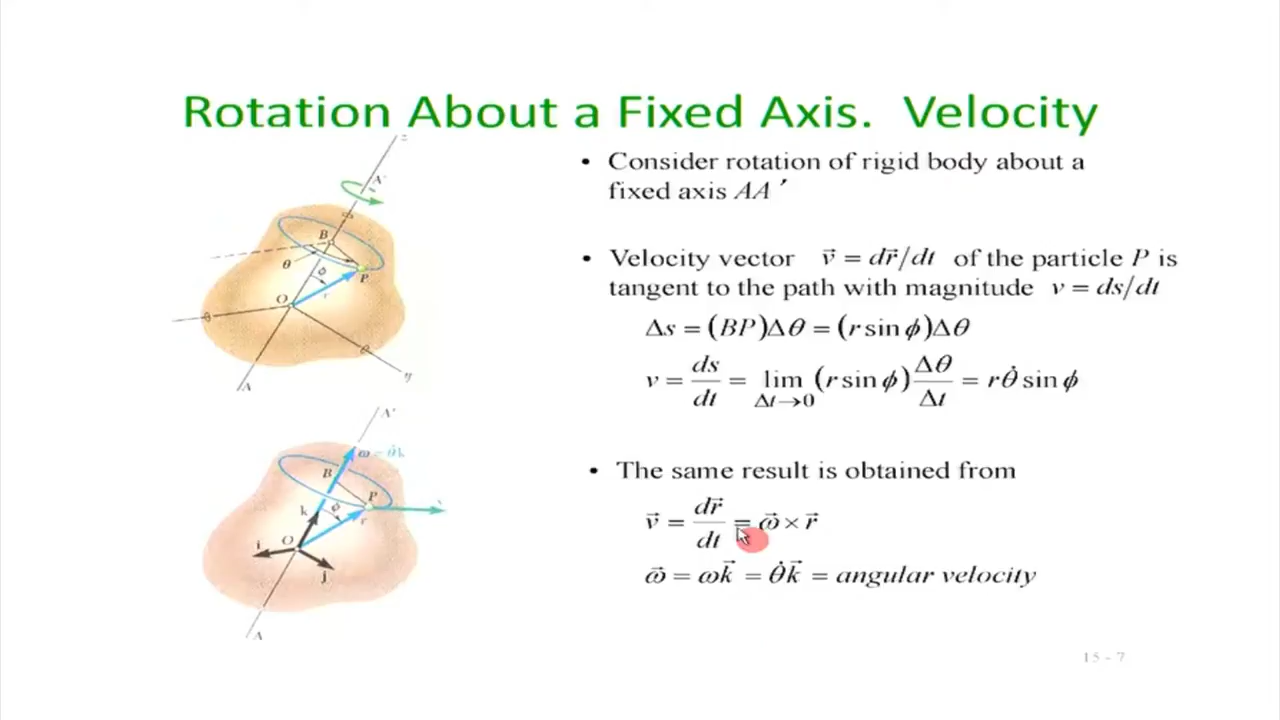 Rotation About a Fixed Axis. Velocity
• Consider rotation of rigid body about a
fixed axis AA′
• Velocity vector v⃗ = dr⃗/dt of the particle P is
tangent to the path with magnitude v = ds/dt
Δs = (BP)Δθ = (r sin ϕ)Δθ
v = ds/dt = lim Δt→0 (r sin ϕ) Δθ/Δt = rθ̇ sin ϕ
• The same result is obtained from
v⃗ = dr⃗/dt = ω⃗ × r⃗
ω⃗ = ωk⃗ = θ̇k⃗ = angular velocity
z
A'
B
θ
ϕ
P
O
r
y
A
A'
ω = θ̇k
B
P
k
ϕ
r
O
i
j
A
15 - 7